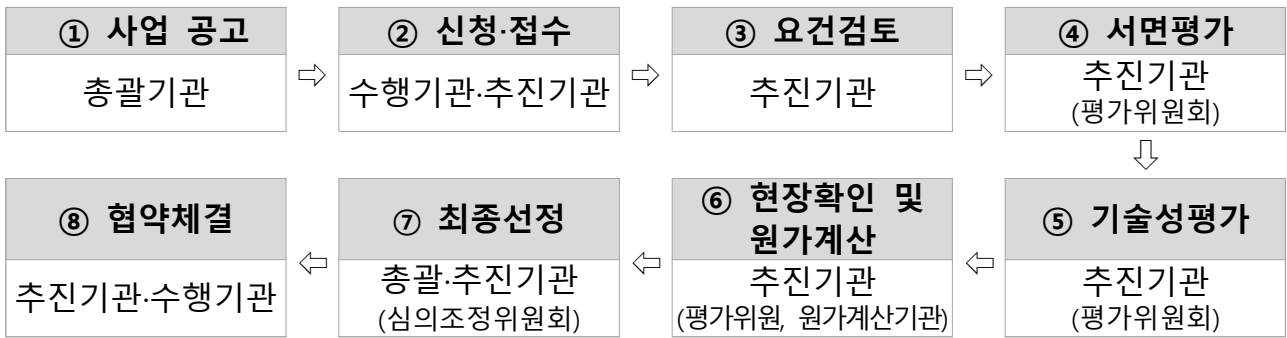 ① 사업 공고
총괄기관
⇨
② 신청·접수
수행기관·추진기관
⇨
③ 요건검토
추진기관
⇨
④ 서면평가
추진기관
(평가위원회)
⇩
⑤ 기술성평가
추진기관
(평가위원회)
⇦
⑥ 현장확인 및
원가계산
추진기관
(평가위원, 원가계산기관)
⇦
⑦ 최종선정
총괄·추진기관
(심의조정위원회)
⇦
⑧ 협약체결
추진기관·수행기관